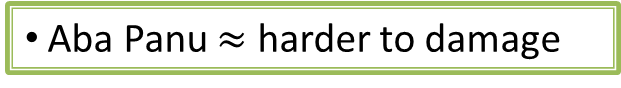 • Aba Panu ≈ harder to damage